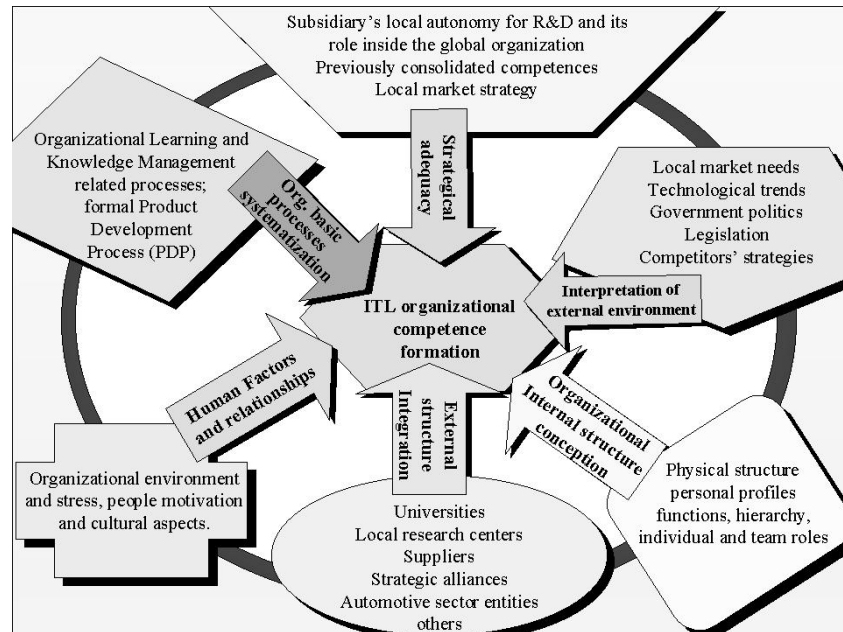 Subsidiary's local autonomy for R&D and its
role inside the global organization
Previously consolidated competences
Local market strategy
Strategical
adequacy
Organizational Learning and
Knowledge Management
related processes;
formal Product
Development
Process (PDP)
Org. basic
processes
systematization
Local market needs
Technological trends
Government politics
Legislation
Competitors' strategies
Interpretation of
external environment
ITL organizational
competence
formation
Human Factors
and relationships
Organizational environment
and stress, people motivation
and cultural aspects.
External
structure
Integration
Universities
Local research centers
Suppliers
Strategic alliances
Automotive sector entities
others
Organizational
Internal structure
conception
Physical structure
personal profiles
functions, hierarchy,
individual and team roles